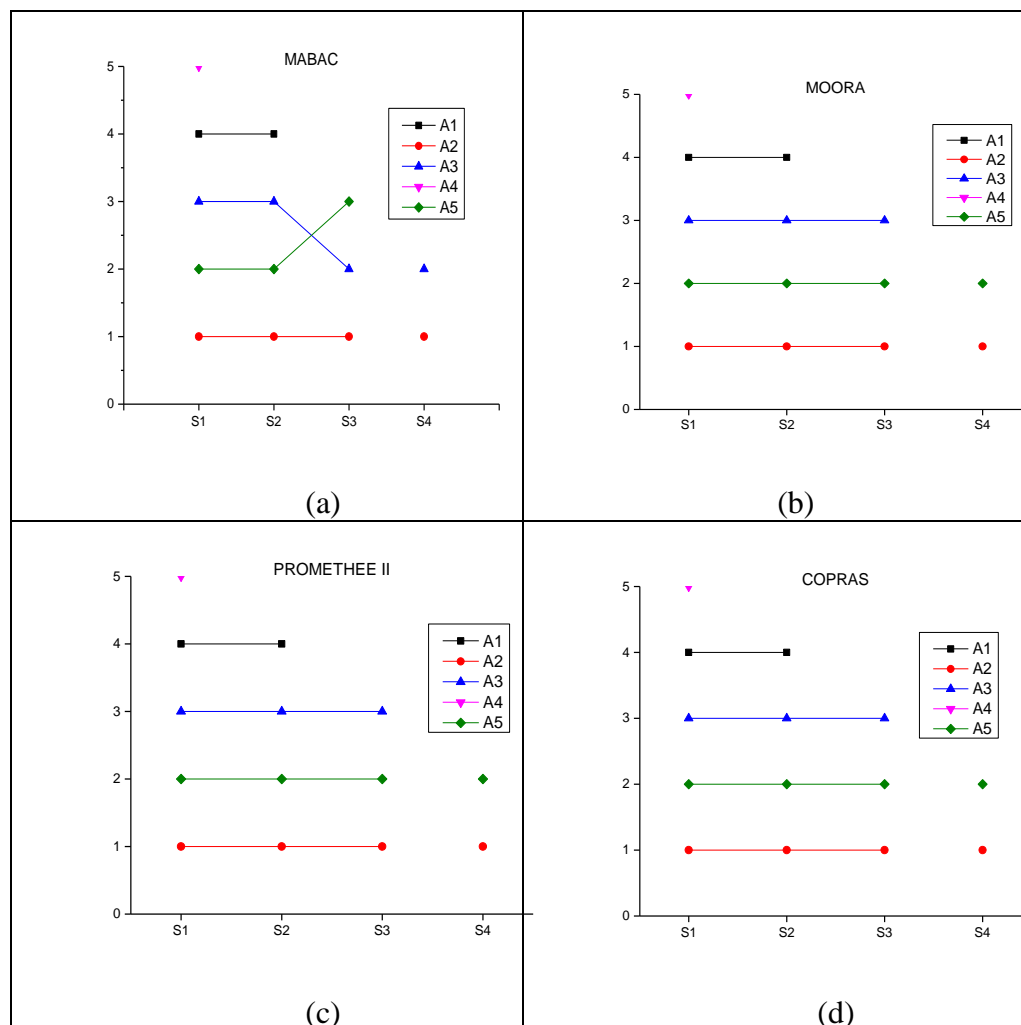 MABAC
5
4
3
2
1
0
S1 S2 S3 S4
A1
A2
A3
A4
A5
(a)
MOORA
5
4
3
2
1
0
S1 S2 S3 S4
A1
A2
A3
A4
A5
(b)
PROMETHEE II
5
4
3
2
1
0
S1 S2 S3 S4
A1
A2
A3
A4
A5
(c)
COPRAS
5
4
3
2
1
0
S1 S2 S3 S4
A1
A2
A3
A4
A5
(d)